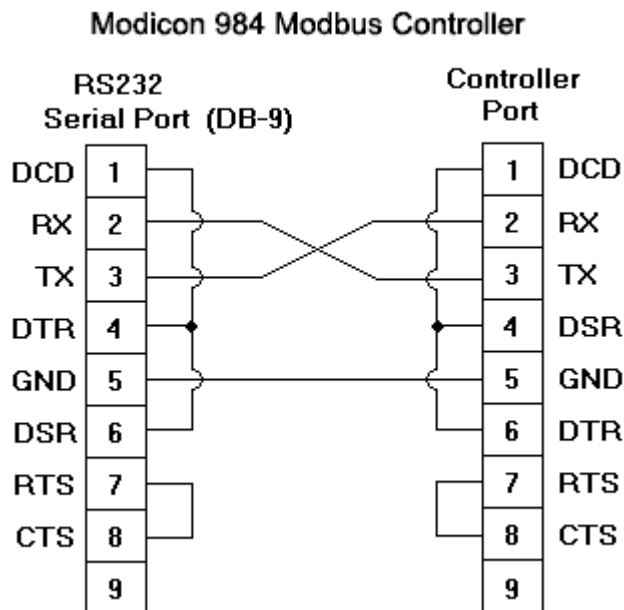 Modicon 984 Modbus Controller
RS232
Serial Port (DB-9)
Controller
Port
DCD 1 1 DCD
RX 2 2 RX
TX 3 3 TX
DTR 4 4 DSR
GND 5 5 GND
DSR 6 6 DTR
RTS 7 7 RTS
CTS 8 8 CTS
9 9